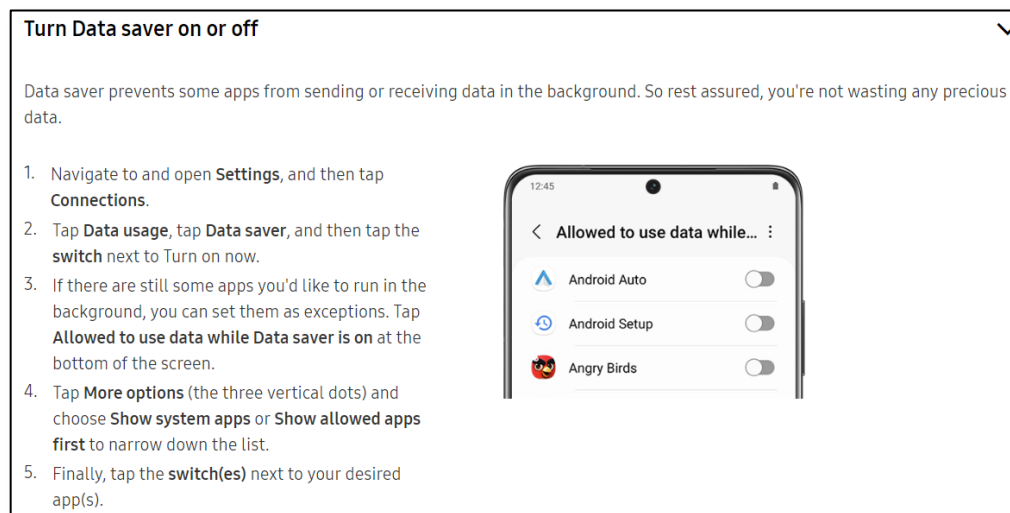 Turn Data saver on or off
Data saver prevents some apps from sending or receiving data in the background. So rest assured, you're not wasting any precious
data.
1. Navigate to and open Settings, and then tap
Connections.
2. Tap Data usage, tap Data saver, and then tap the
switch next to Turn on now.
3. If there are still some apps you'd like to run in the
background, you can set them as exceptions. Tap
Allowed to use data while Data saver is on at the
bottom of the screen.
4. Tap More options (the three vertical dots) and
choose Show system apps or Show allowed apps
first to narrow down the list.
5. Finally, tap the switch(es) next to your desired
app(s).
12:45
Allowed to use data while...
Android Auto
Android Setup
Angry Birds